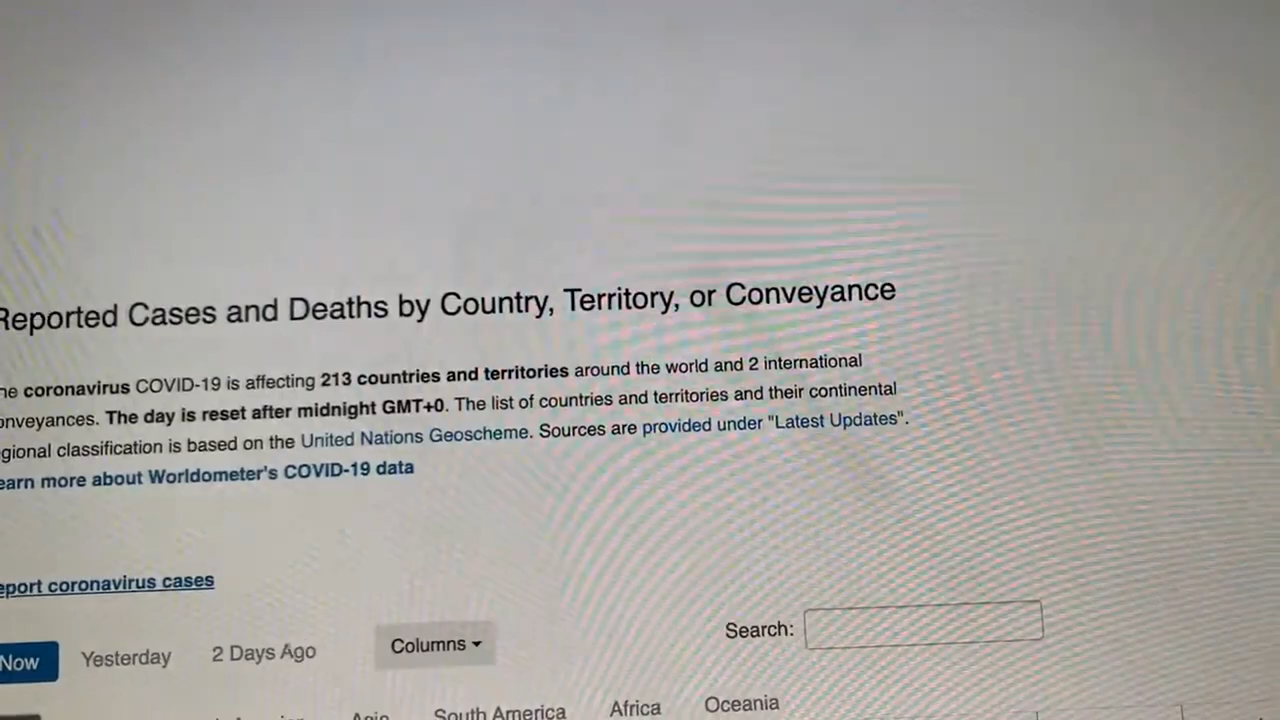 Reported Cases and Deaths by Country, Territory, or Conveyance
coronavirus COVID-19 is affecting 213 countries and territories around the world and 2 international
onveyances. The day is reset after midnight GMT+0. The list of countries and territories and their continental
gional classification is based on the United Nations Geoscheme. Sources are provided under "Latest Updates".
earn more about Worldometer's COVID-19 data
eport coronavirus cases
Now Yesterday 2 Days Ago Columns Search:
Asia South America Africa Oceania